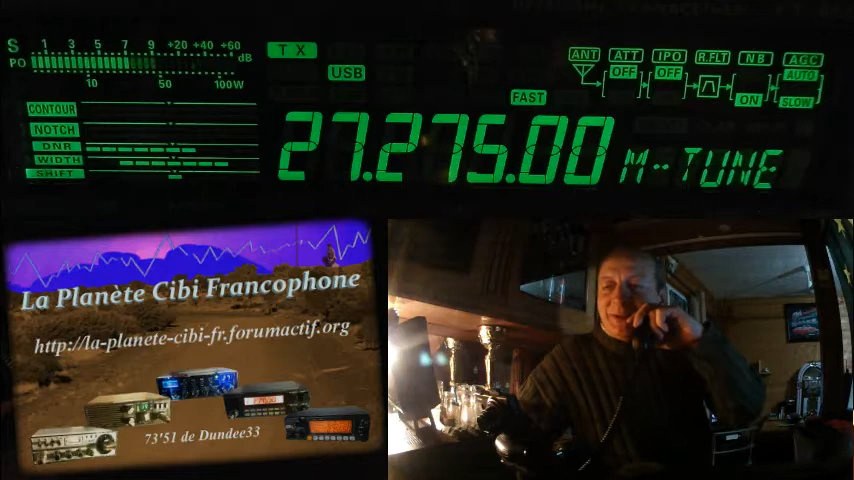 S 1 3 5 7 9 +20 +40 +60 dB
PO 10 50 100W
TX
USB
FAST
ANT ATT IPO R.FLT NB AGC
OFF OFF AUTO
ON SLOW
CONTOUR
NOTCH
DNR
WIDTH
SHIFT
27.275.00 M--TUNE
La Planète Cibi Francophone
http://la-planete-cibi-fr.forumactif.org
73'51 de Dundee33